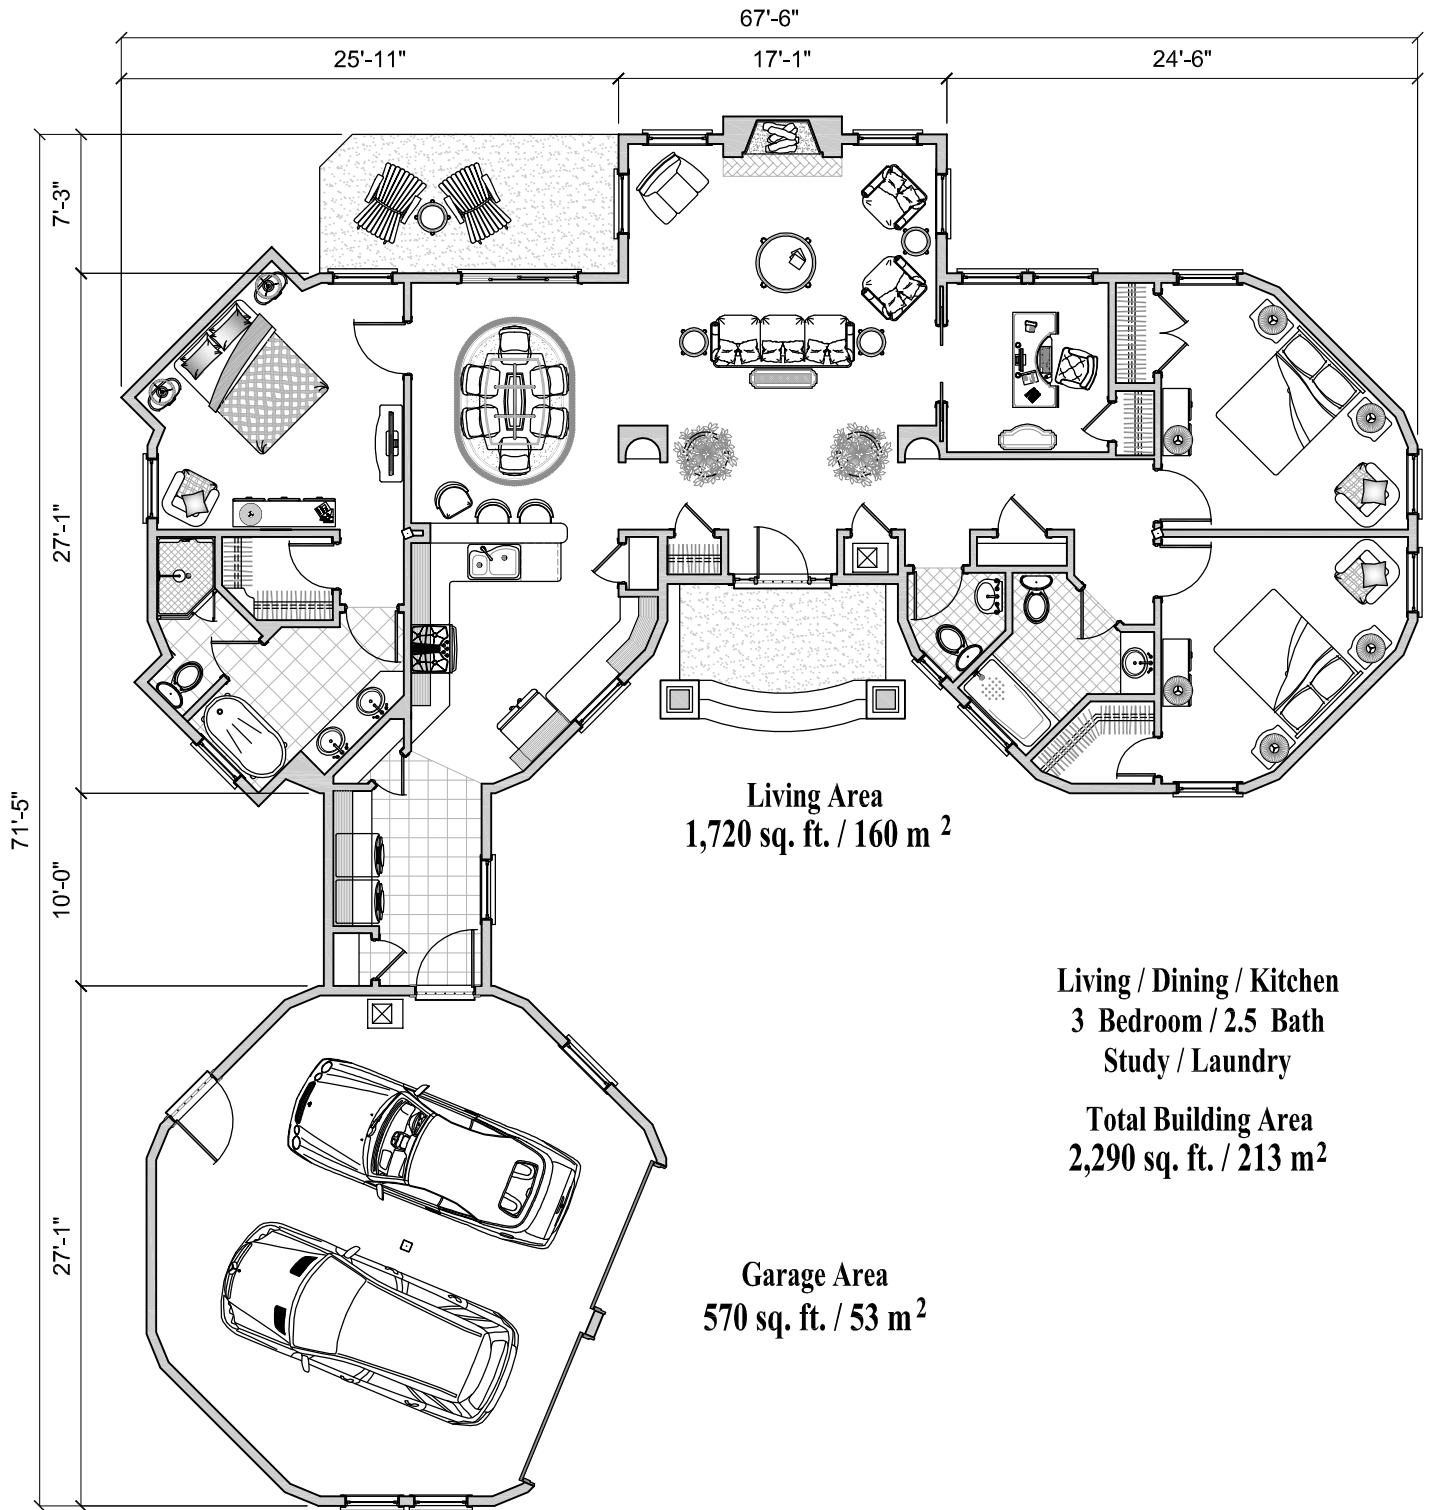 67'-6"
25'-11"
17'-1"
24'-6"
7'-3"
27'-1"
71'-5"
10'-0"
27'-1"
Living Area
1,720 sq. ft. / 160 m 2
Living / Dining / Kitchen
3 Bedroom / 2.5 Bath
Study / Laundry
Total Building Area
2,290 sq. ft. / 213 m2
Garage Area
570 sq. ft. / 53 m2